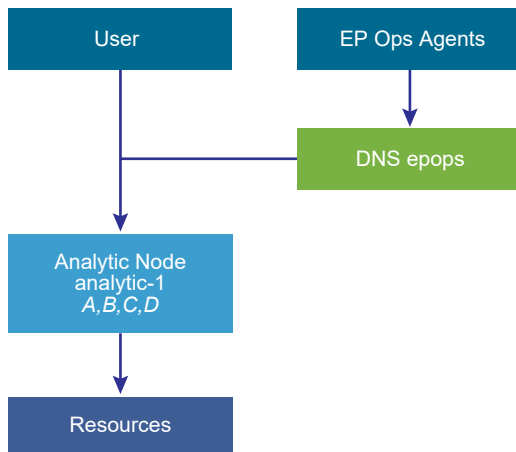 User
EP Ops Agents
DNS epops
Analytic Node
analytic-1
A,B,C,D
Resources